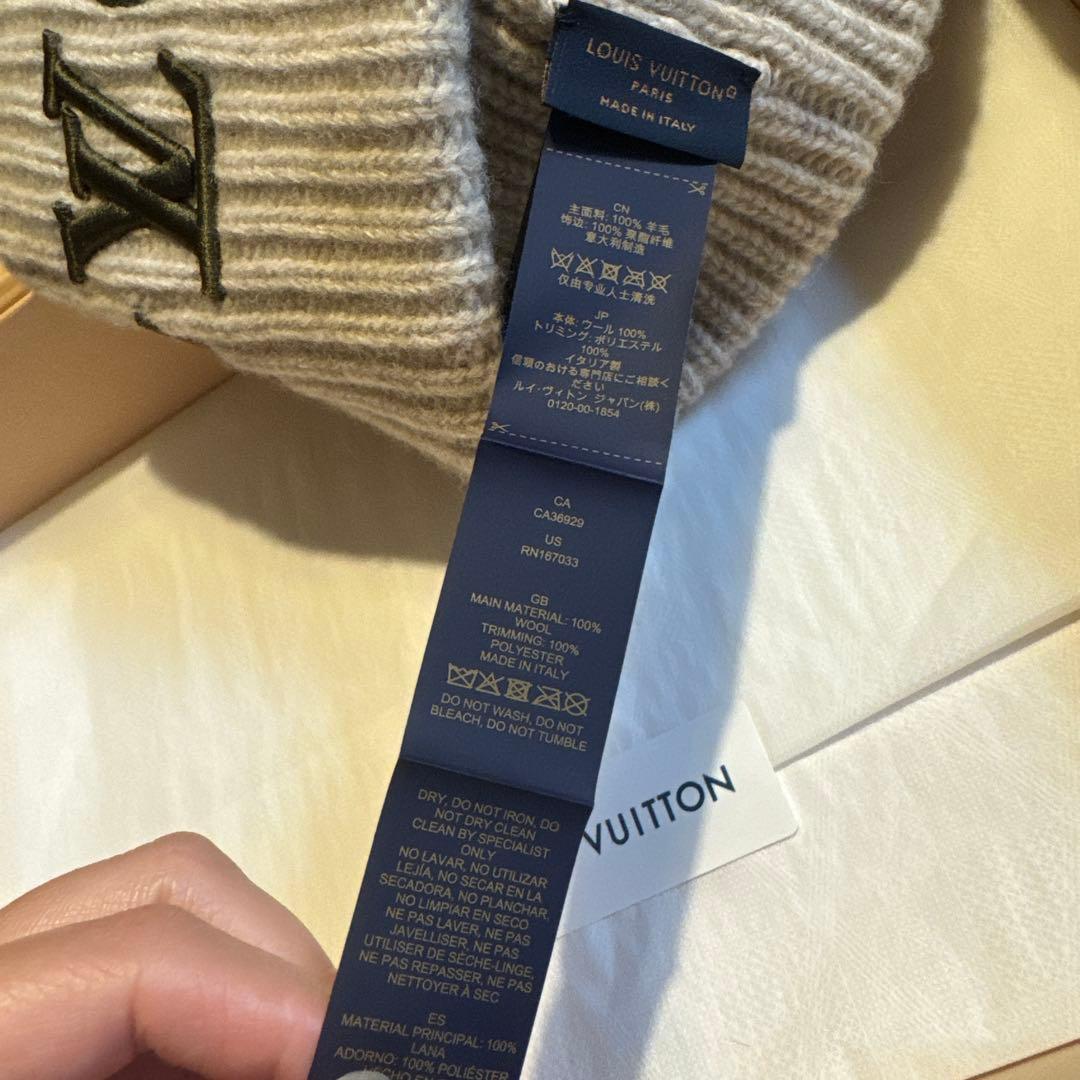 LOUIS VUITTON
PARIS
MADE IN ITALY
CN
主面料: 100% 羊毛
饰边: 100% 聚酯纤维
意大利制造
仅由专业人士清洗
JP
本体: ウール 100%
トリミング: ポリエステル
100%
イタリア製
信頼のおける専門店にご相談く
ださい
ルイ・ヴィトン ジャパン(株)
0120-00-1854
CA
CA36929
US
RN167033
GB
MAIN MATERIAL: 100%
WOOL
TRIMMING: 100%
POLYESTER
MADE IN ITALY
DO NOT WASH, DO NOT
BLEACH, DO NOT TUMBLE
DRY, DO NOT IRON, DO
NOT DRY CLEAN
CLEAN BY SPECIALIST
ONLY
NO LAVAR, NO UTILIZAR
LEJÍA, NO SECAR EN LA
SECADORA, NO PLANCHAR,
NO LIMPIAR EN SECO
NE PAS LAVER, NE PAS
JAVELLISER, NE PAS
UTILISER DE SÈCHE-LINGE,
NE PAS REPASSER, NE PAS
NETTOYER À SEC
ES
MATERIAL PRINCIPAL: 100%
LANA
ADORNO: 100% POLIÉSTER
HECHO EN
VUITTON